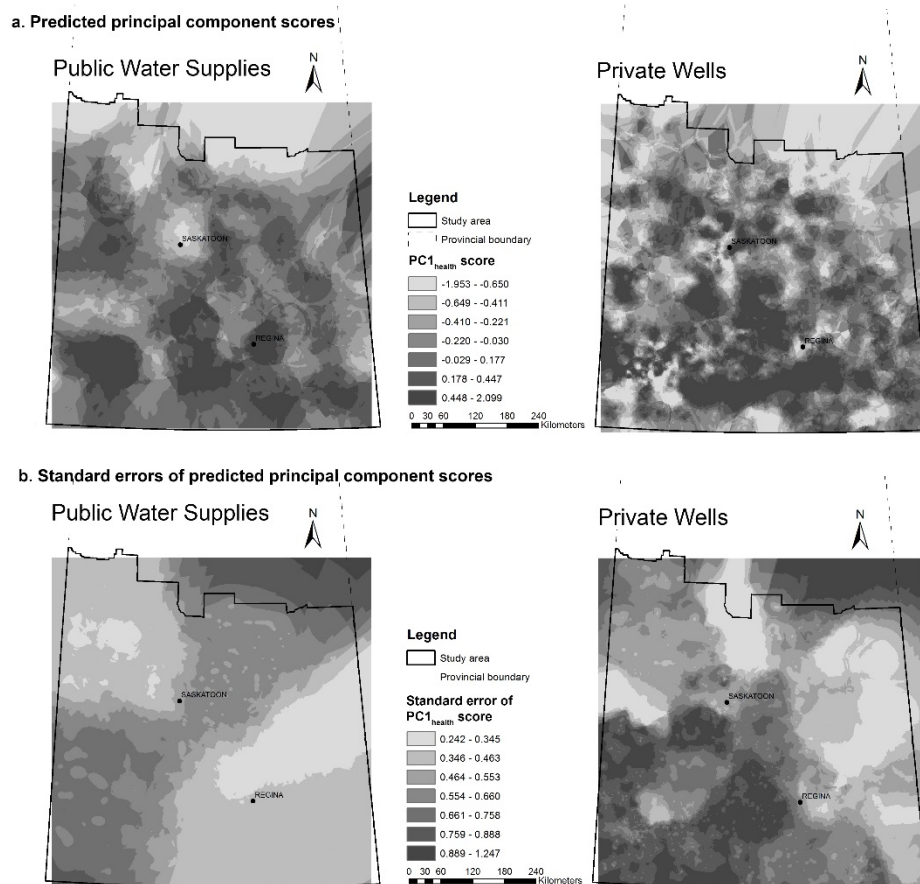 a. Predicted principal component scores
Public Water Supplies
N
Private Wells
N
SASKATOON
REGINA
Legend
Study area
Provincial boundary
PC1health score
-1.953 - -0.650
-0.649 - -0.411
-0.410 - -0.221
-0.220 - -0.030
-0.029 - 0.177
0.178 - 0.447
0.448 - 2.099
0 30 60 120 180 240
Kilometers
SASKATOON
REGINA
b. Standard errors of predicted principal component scores
Public Water Supplies
N
Private Wells
N
SASKATOON
REGINA
Legend
Study area
Provincial boundary
Standard error of
PC1health score
0.242 - 0.345
0.346 - 0.463
0.464 - 0.553
0.554 - 0.660
0.661 - 0.758
0.759 - 0.888
0.889 - 1.247
0 30 60 120 180 240
Kilometers
SASKATOON
REGINA